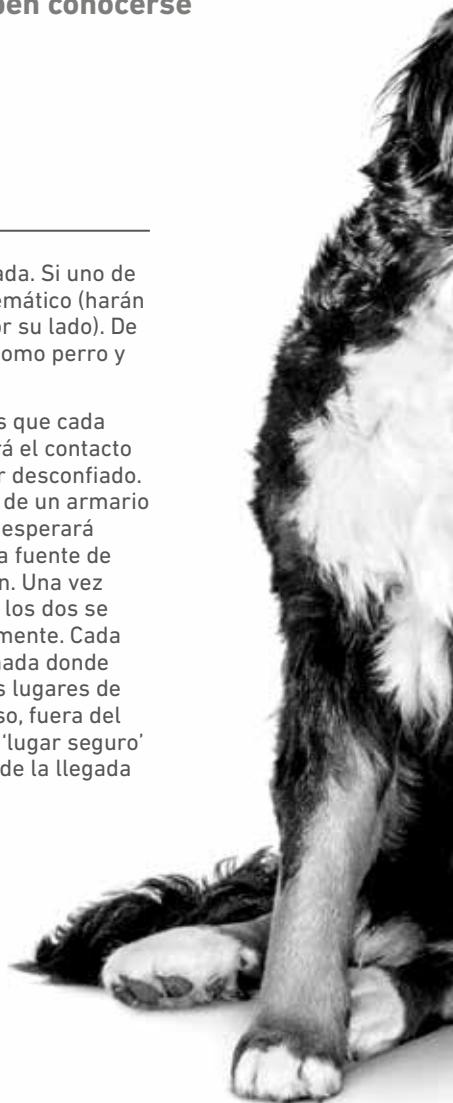 ben conocerse
ada. Si uno de
emático (harán
or su lado). De
como perro y
s que cada
rá el contacto
r desconfiado.
de un armario
esperará
a fuente de
n. Una vez
los dos se
mente. Cada
nada donde
s lugares de
so, fuera del
‘lugar seguro’
de la llegada